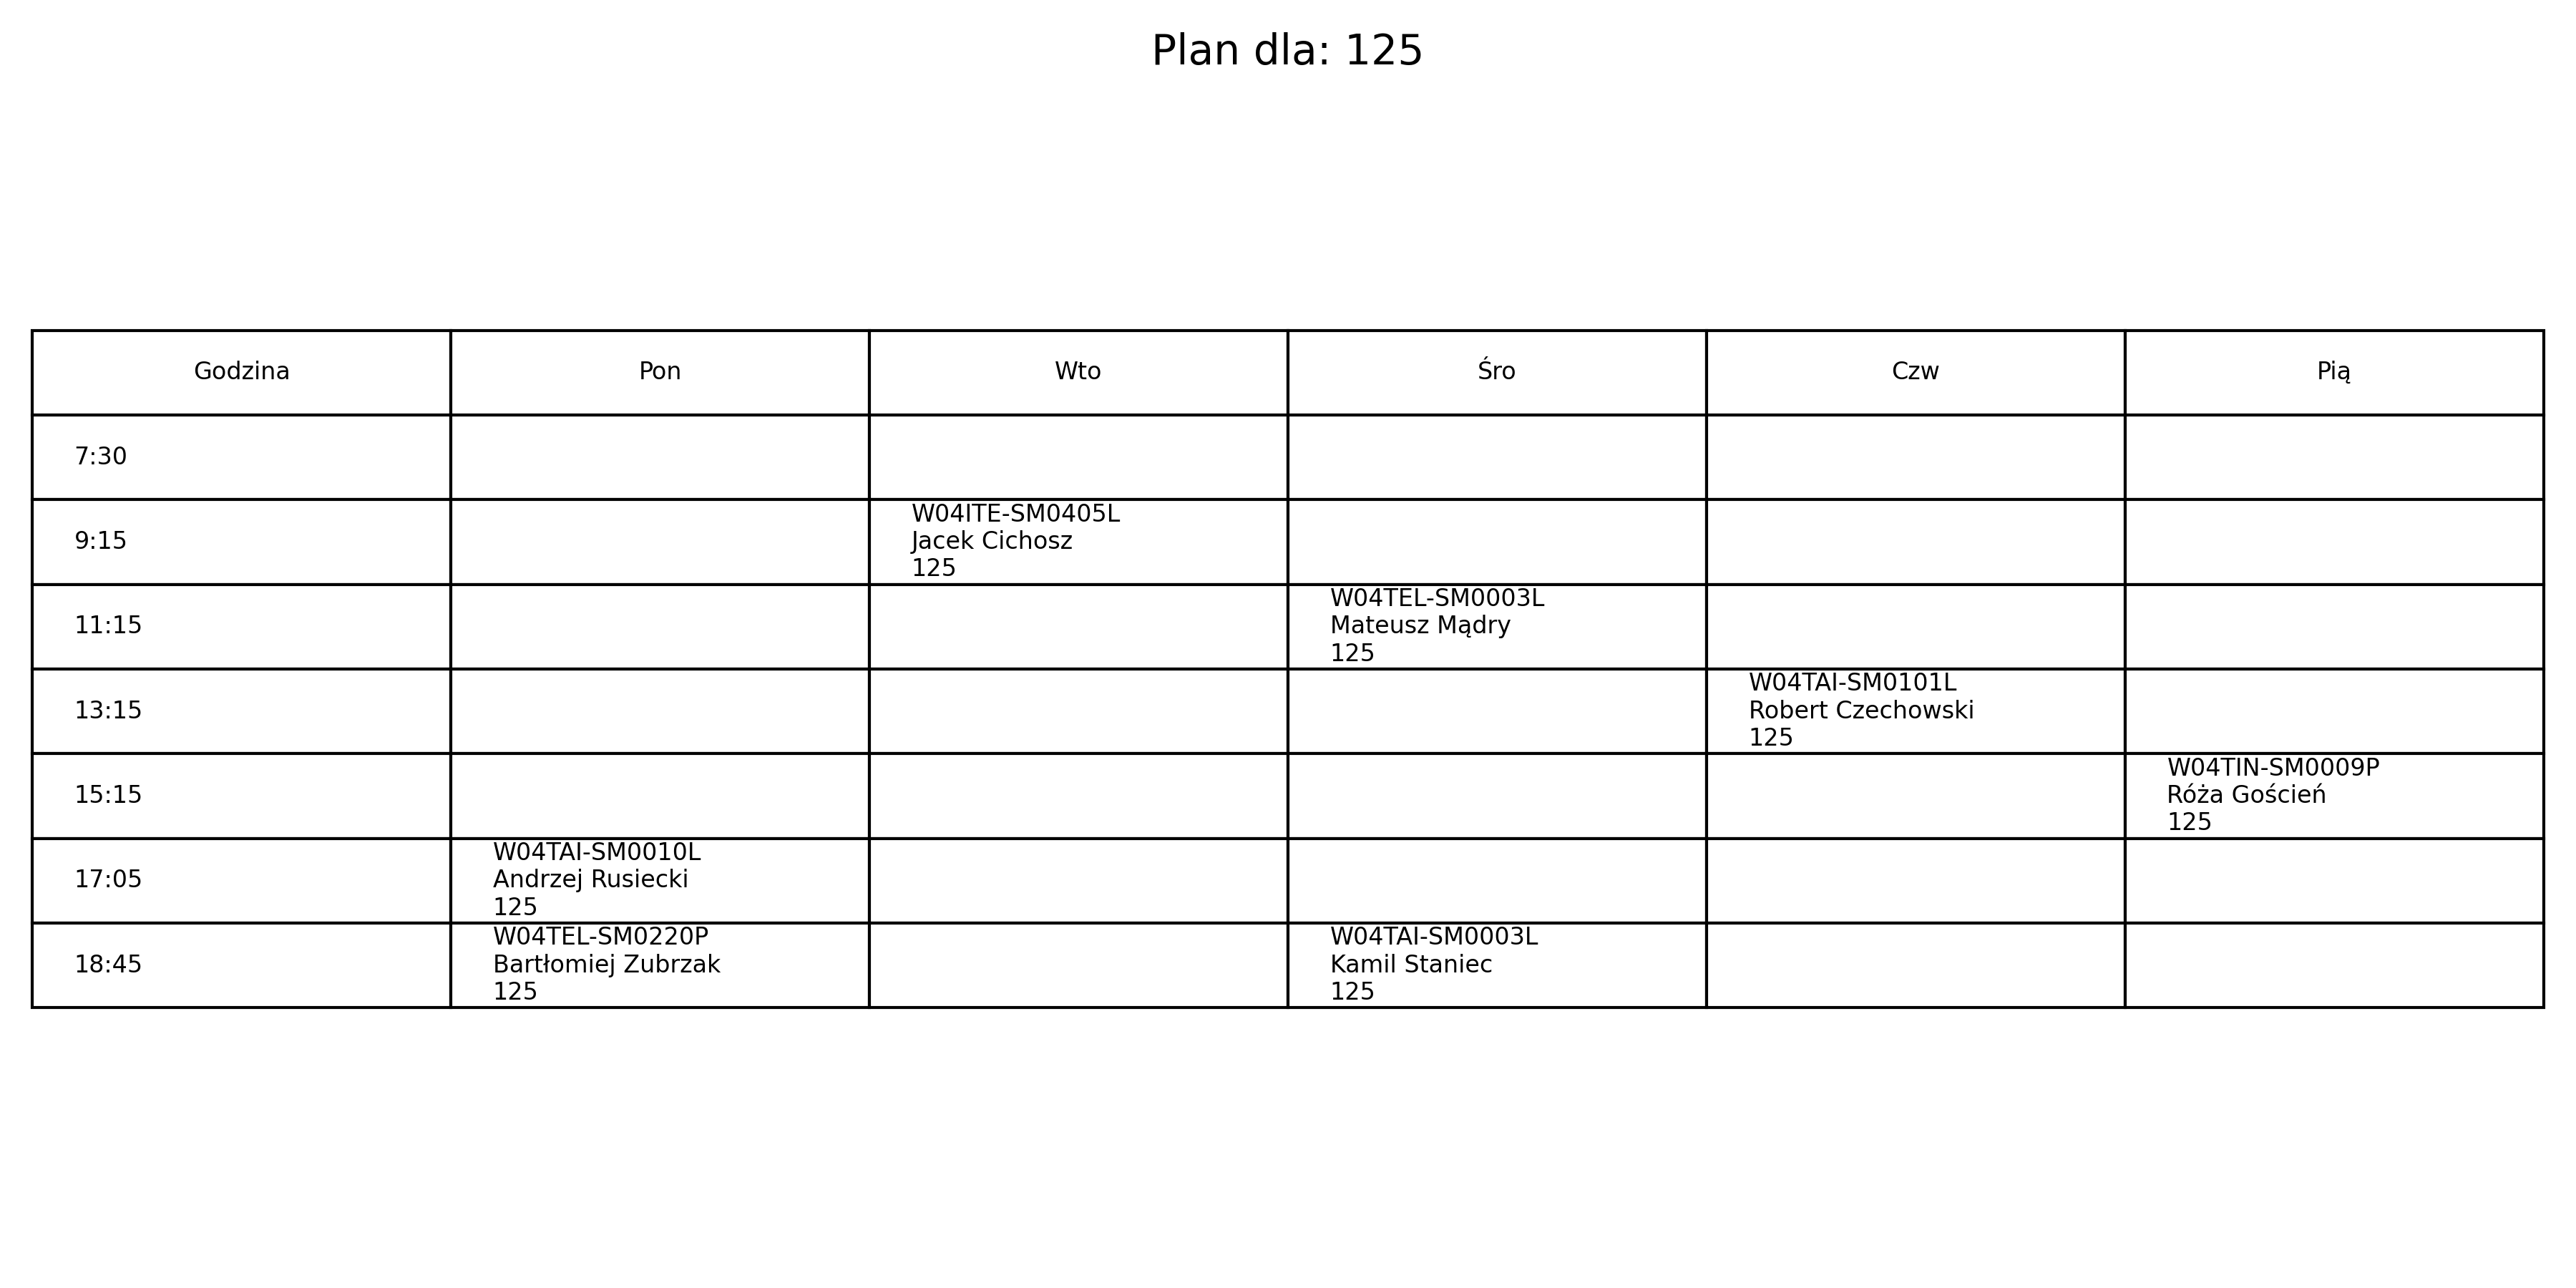 Plan dla: 125
Godzina Pon Wto Śro Czw Pią
7:30
9:15
W04ITE-SM0405L
Jacek Cichosz
125
11:15
W04TEL-SM0003L
Mateusz Mądry
125
13:15
W04TAI-SM0101L
Robert Czechowski
125
15:15
W04TIN-SM0009P
Róża Goścień
125
17:05
W04TAI-SM0010L
Andrzej Rusiecki
125
18:45
W04TEL-SM0220P
Bartłomiej Zubrzak
125
W04TAI-SM0003L
Kamil Staniec
125